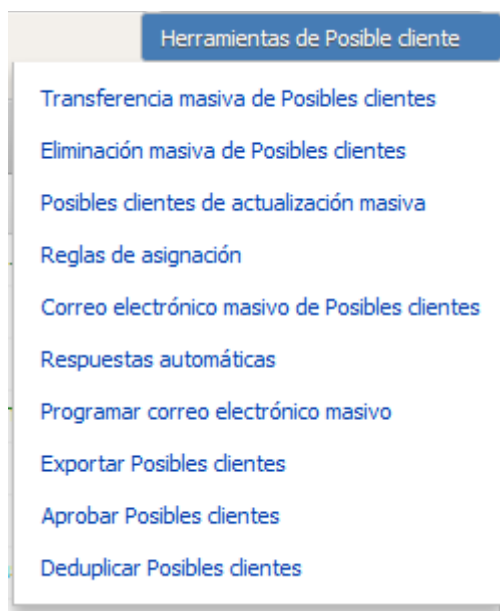 Herramientas de Posible cliente
Transferencia masiva de Posibles clientes
Eliminación masiva de Posibles clientes
Posibles clientes de actualización masiva
Reglas de asignación
Correo electrónico masivo de Posibles clientes
Respuestas automáticas
Programar correo electrónico masivo
Exportar Posibles clientes
Aprobar Posibles clientes
Deduplicar Posibles clientes